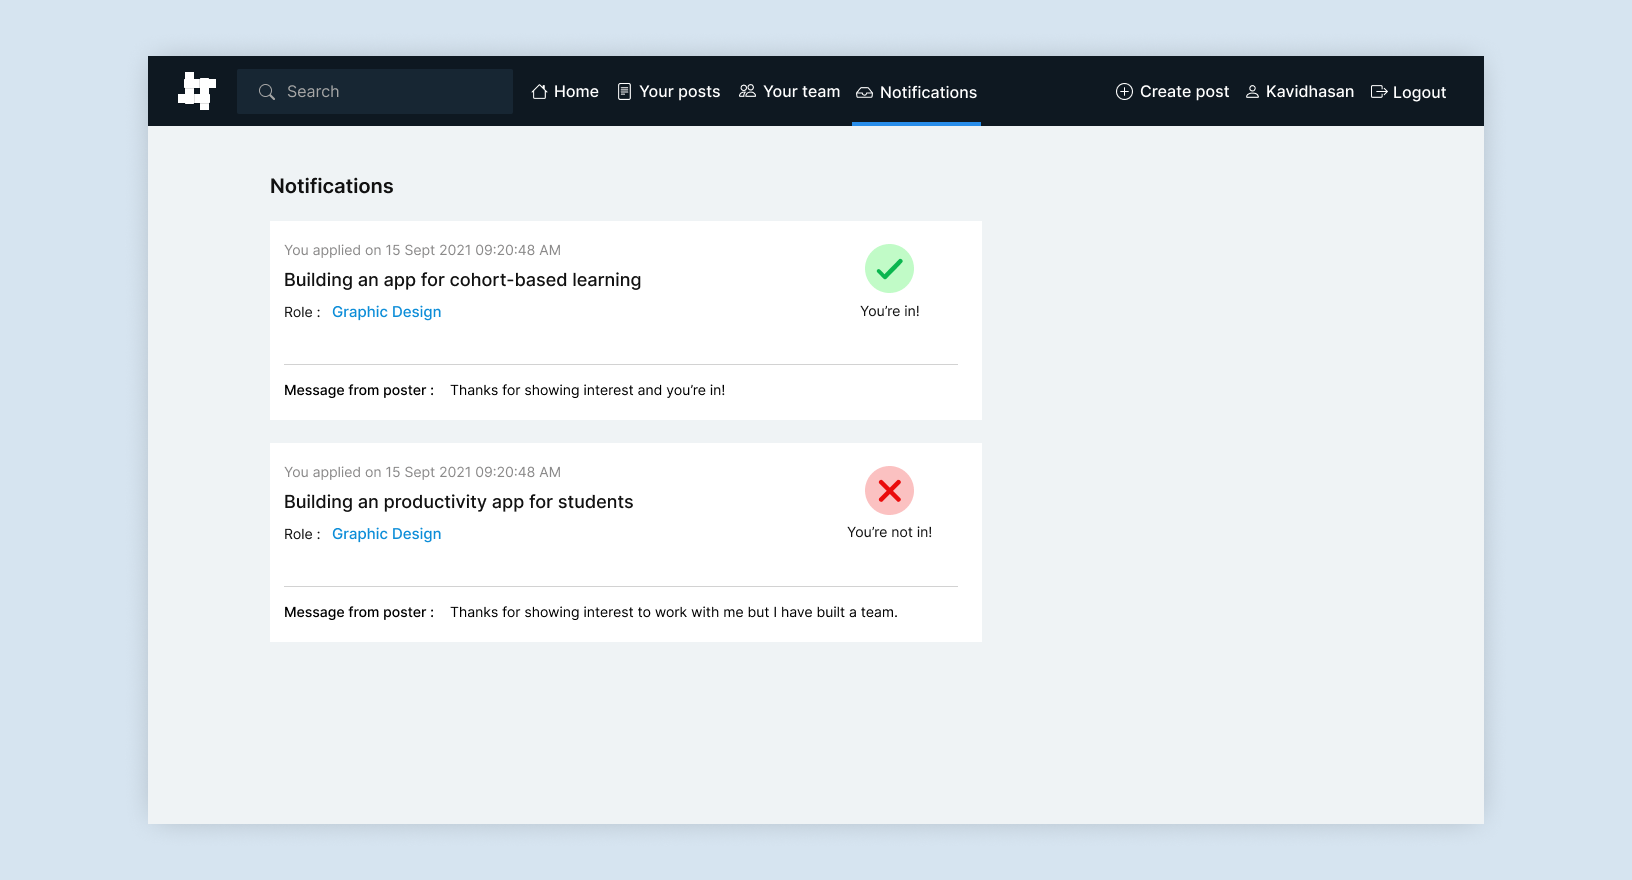 Search
Home
Your posts
Your team
Notifications
Create post
Kavidhasan
Logout
Notifications
You applied on 15 Sept 2021 09:20:48 AM
Building an app for cohort-based learning
Role : Graphic Design
You’re in!
Message from poster : Thanks for showing interest and you’re in!
You applied on 15 Sept 2021 09:20:48 AM
Building an productivity app for students
Role : Graphic Design
You’re not in!
Message from poster : Thanks for showing interest to work with me but I have built a team.